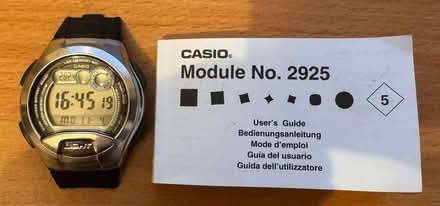 CASIO
16:45 19
LIGHT
CASIO®
Module No. 2925
5
User's Guide
Bedienungsanleitung
Mode d'emploi
Guía del usuario
Guida dell'utilizzatore